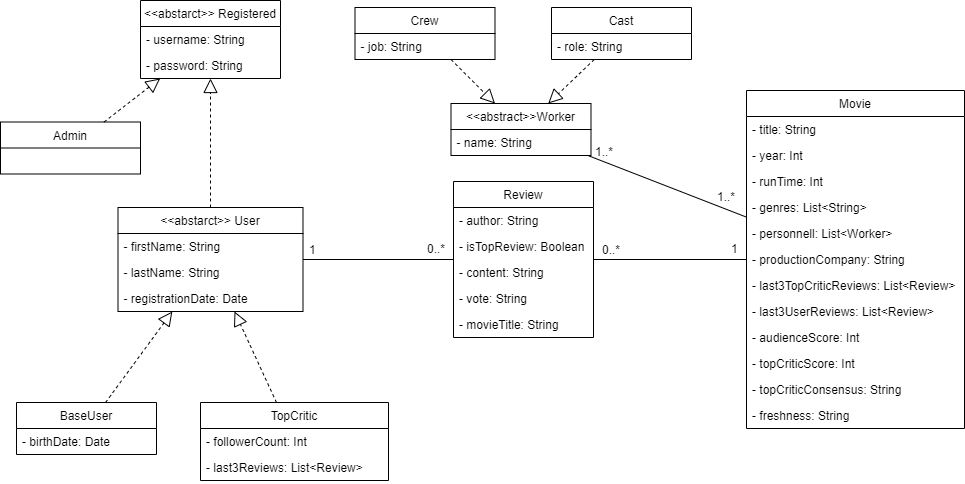 <<abstarct>> Registered
- username: String
- password: String
Crew
- job: String
Cast
- role: String
Admin
<<abstract>>Worker
- name: String
1..*
1..*
Movie
- title: String
- year: Int
- runTime: Int
- genres: List<String>
- personnell: List<Worker>
- productionCompany: String
- last3TopCriticReviews: List<Review>
- last3UserReviews: List<Review>
- audienceScore: Int
- topCriticScore: Int
- topCriticConsensus: String
- freshness: String
<<abstarct>> User
- firstName: String
- lastName: String
- registrationDate: Date
1
0..*
Review
- author: String
- isTopReview: Boolean
- content: String
- vote: String
- movieTitle: String
0..*
1
BaseUser
- birthDate: Date
TopCritic
- followerCount: Int
- last3Reviews: List<Review>